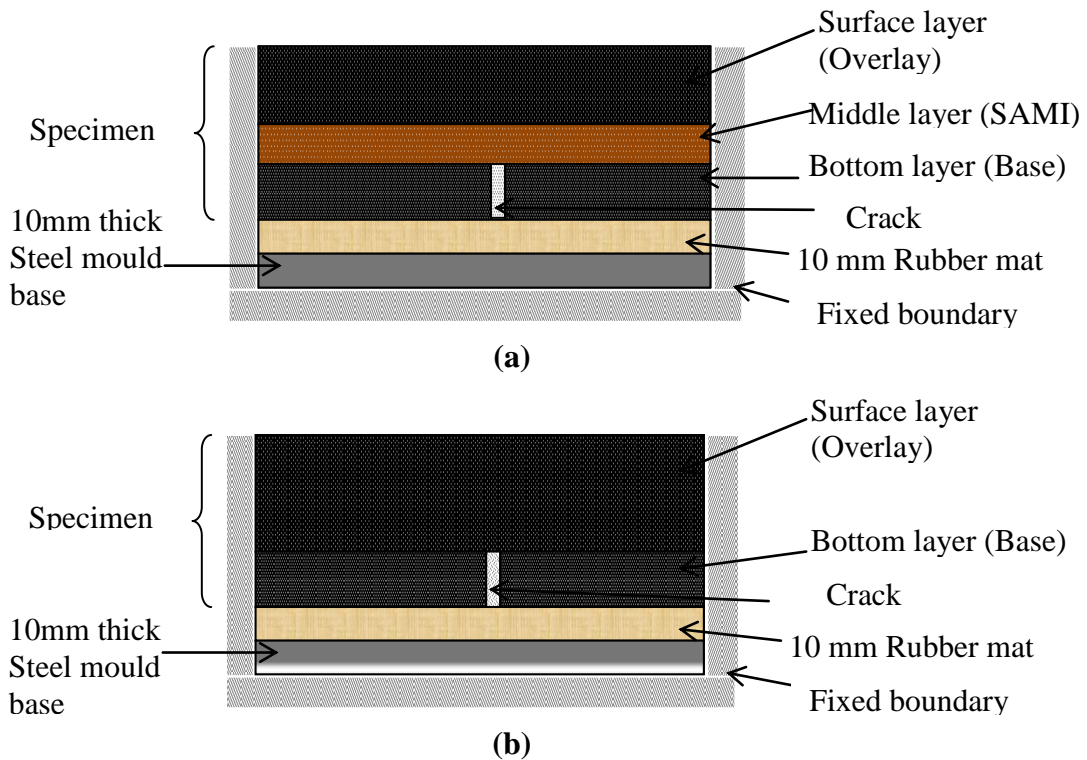 Surface layer
(Overlay)
Specimen
Middle layer (SAMI)
Bottom layer (Base)
10mm thick
Steel mould
base
Crack
10 mm Rubber mat
Fixed boundary
(a)
Surface layer
(Overlay)
Specimen
Bottom layer (Base)
Crack
10mm thick
Steel mould
base
10 mm Rubber mat
Fixed boundary
(b)